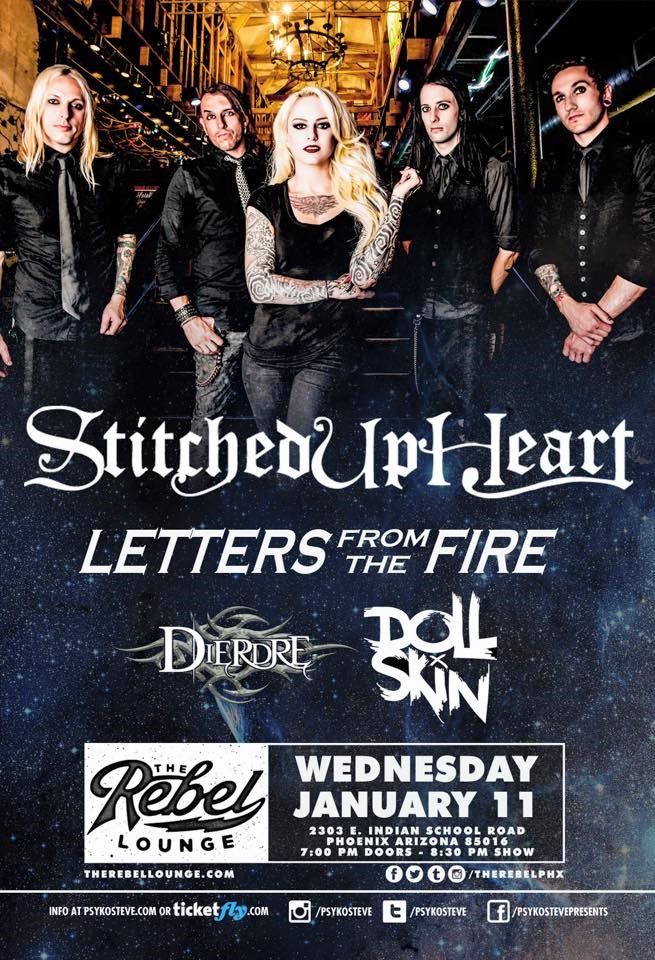 Stitched Up Heart
LETTERS FROM THE FIRE
DIERDRE
DOLL SKIN
THE Rebel LOUNGE
WEDNESDAY
JANUARY 11
2303 E. INDIAN SCHOOL ROAD
PHOENIX ARIZONA 85016
7:00 PM DOORS - 8:30 PM SHOW
THEREBELLOUNGE.COM
/THEREBELPHX
INFO AT PSYKOSTEVE.COM OR ticketfly.COM /PSYKOSTEVE /PSYKOSTEVE /PSYKOSTEVEPRESENTS